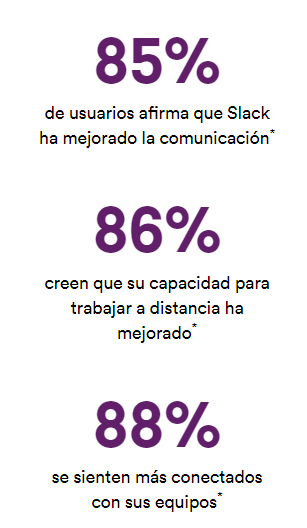 85%
de usuarios afirma que Slack
ha mejorado la comunicación*
86%
creen que su capacidad para
trabajar a distancia ha
mejorado*
88%
se sienten más conectados
con sus equipos*